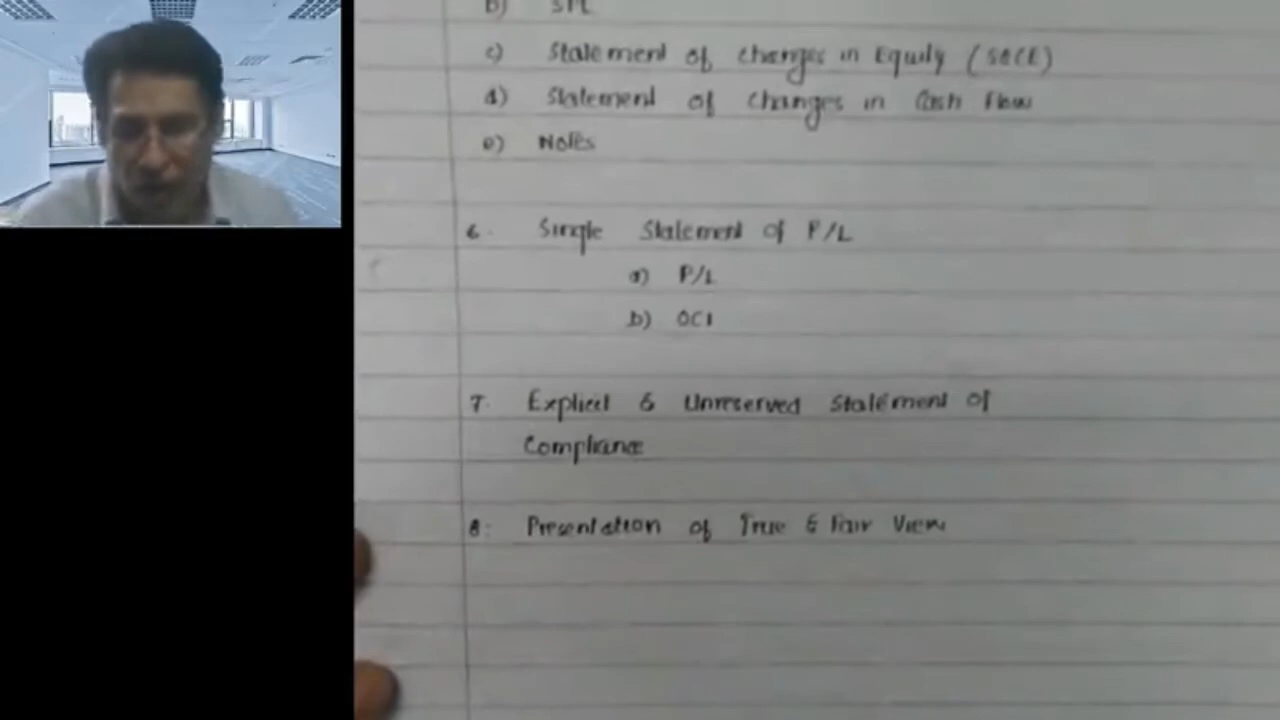 b) SPL
c) Statement of changes in Equity (SOCE)
d) Statement of Changes in Cash Flow
e) Notes
6. Single Statement of P/L
a) P/L
b) OCI
7. Explicit & Unreserved Statement of
Compliance
8. Presentation of True & Fair View